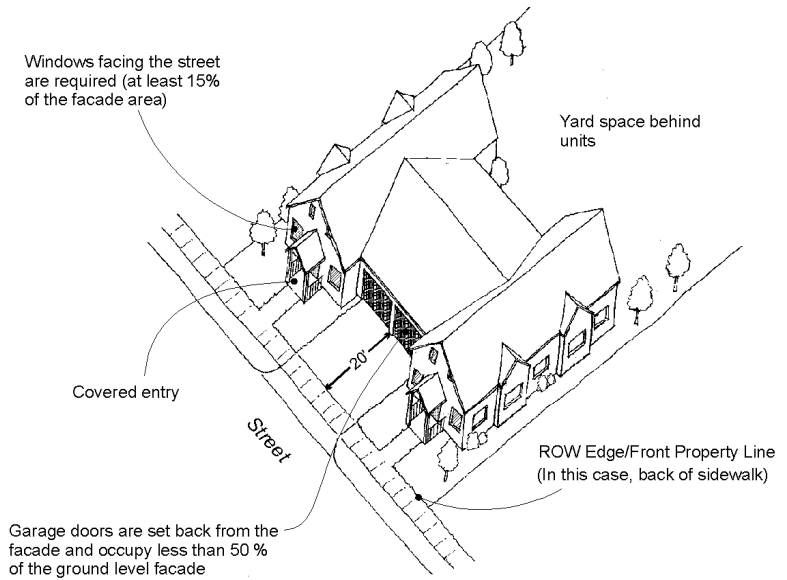 Windows facing the street
are required (at least 15%
of the facade area)
Yard space behind
units
20'
Covered entry
Street
ROW Edge/Front Property Line
(In this case, back of sidewalk)
Garage doors are set back from the
facade and occupy less than 50 %
of the ground level facade